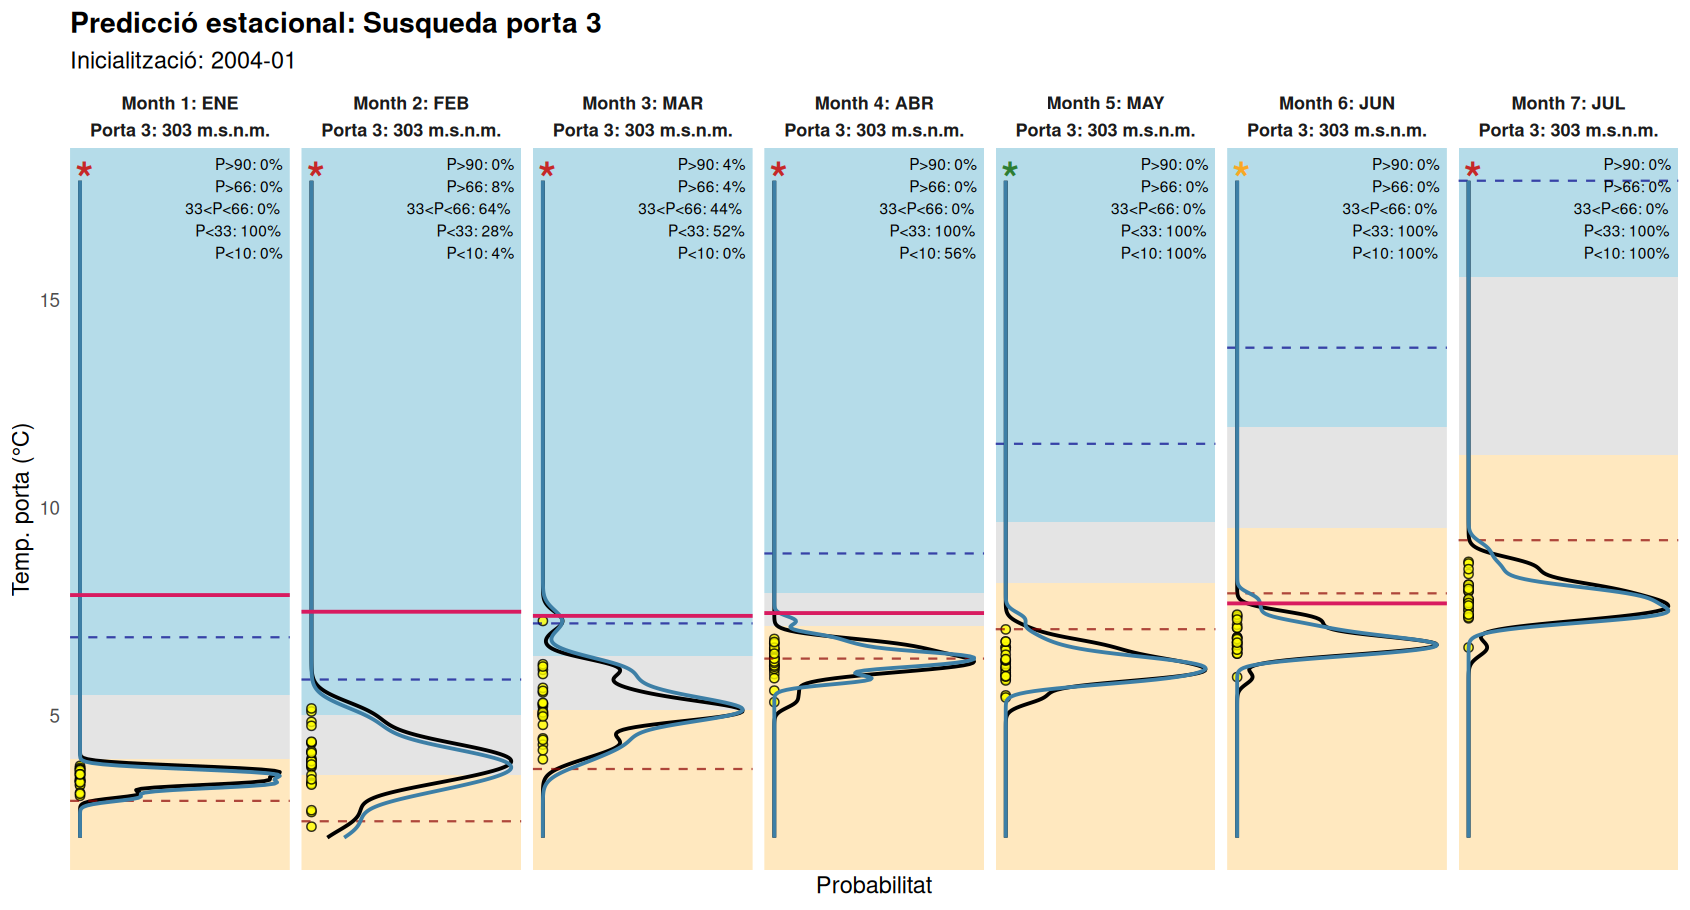 Predicció estacional: Susqueda porta 3
Inicialització: 2004-01
Month 1: ENE
Porta 3: 303 m.s.n.m.
*
P>90: 0%
P>66: 0%
33<P<66: 0%
P<33: 100%
P<10: 0%
Month 2: FEB
Porta 3: 303 m.s.n.m.
*
P>90: 0%
P>66: 8%
33<P<66: 64%
P<33: 28%
P<10: 4%
Month 3: MAR
Porta 3: 303 m.s.n.m.
*
P>90: 4%
P>66: 4%
33<P<66: 44%
P<33: 52%
P<10: 0%
Month 4: ABR
Porta 3: 303 m.s.n.m.
*
P>90: 0%
P>66: 0%
33<P<66: 0%
P<33: 100%
P<10: 56%
Month 5: MAY
Porta 3: 303 m.s.n.m.
*
P>90: 0%
P>66: 0%
33<P<66: 0%
P<33: 100%
P<10: 100%
Month 6: JUN
Porta 3: 303 m.s.n.m.
*
P>90: 0%
P>66: 0%
33<P<66: 0%
P<33: 100%
P<10: 100%
Month 7: JUL
Porta 3: 303 m.s.n.m.
*
P>90: 0%
P>66: 0%
33<P<66: 0%
P<33: 100%
P<10: 100%
Temp. porta (°C)
15
10
5
Probabilitat